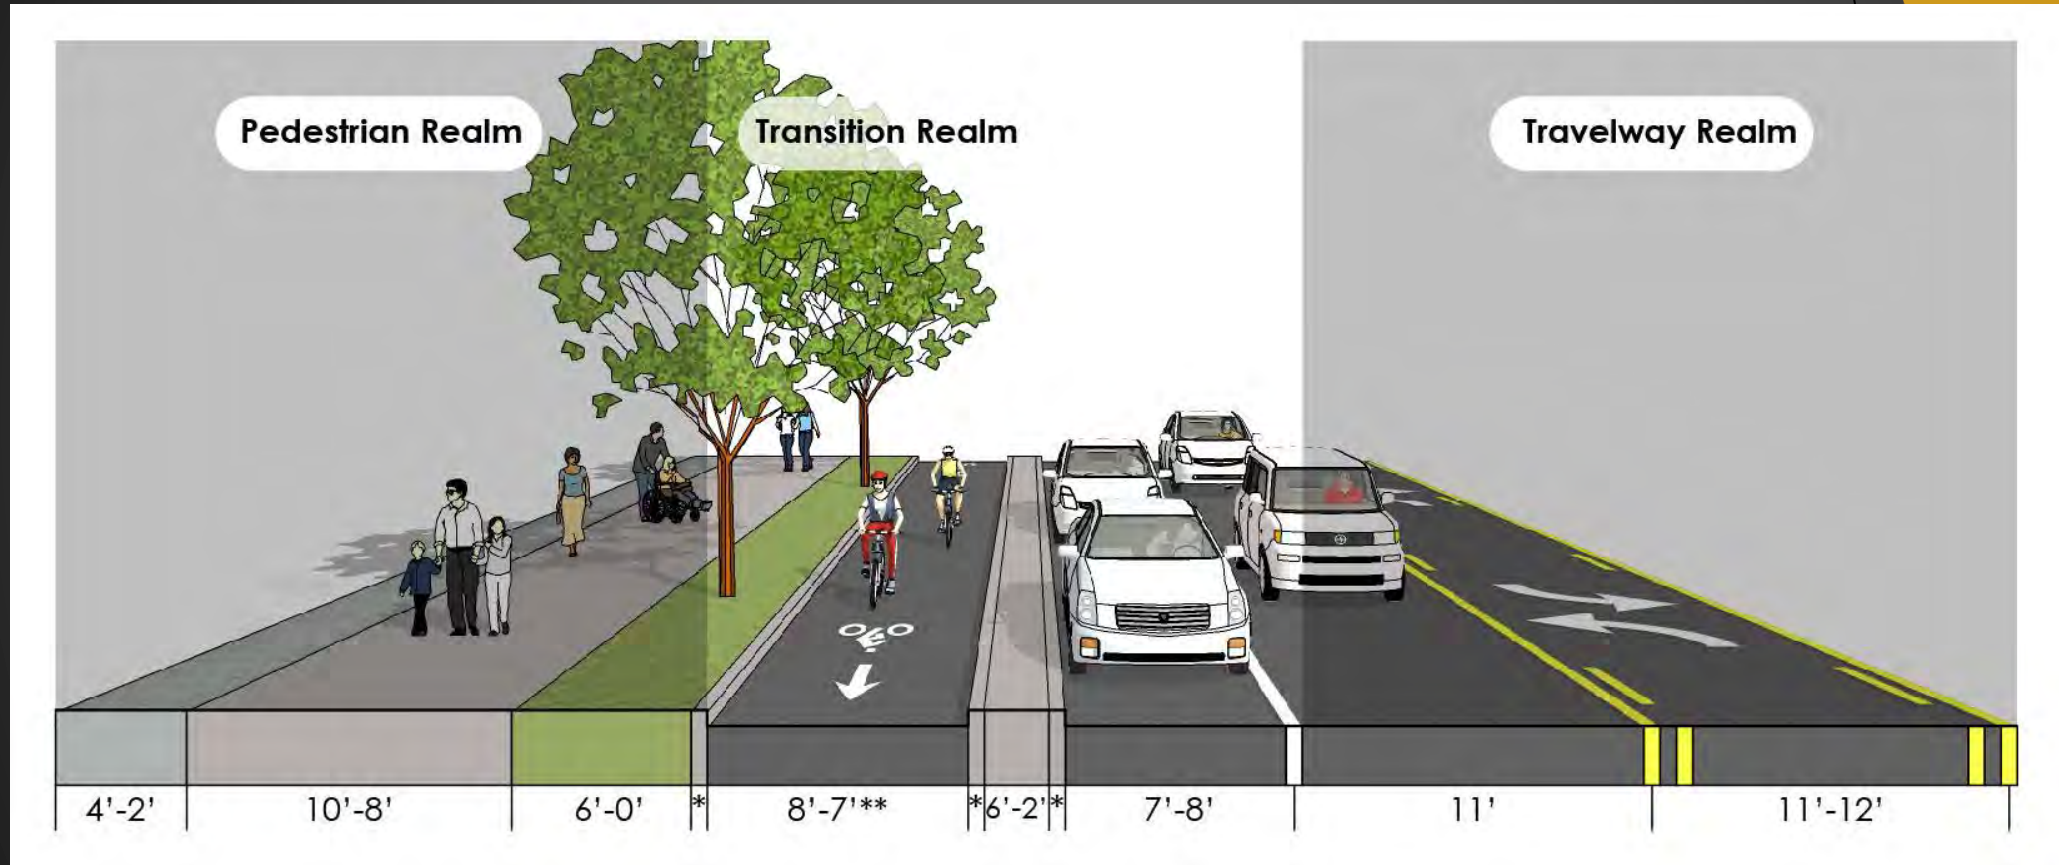 Pedestrian Realm
Transition Realm
Travelway Realm
4'-2' 10'-8' 6'-0' * 8'-7'** *6'-2'* 7'-8' 11' 11'-12'